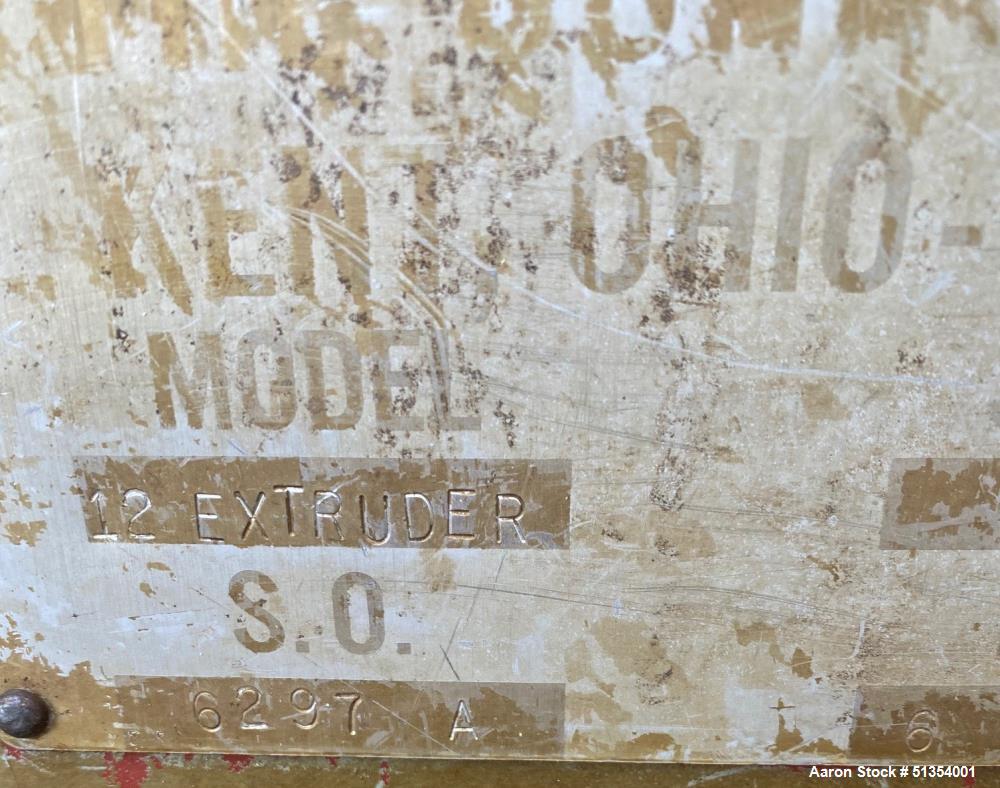 KENT, OHIO-
MODEL
12 EXTRUDER
S.O.
6297 A
6
Aaron Stock # 51354001